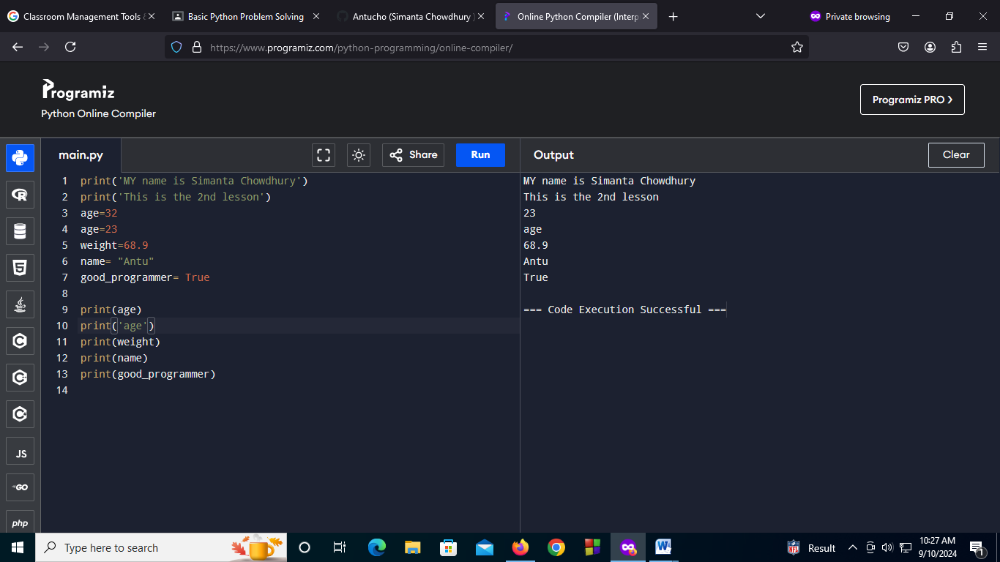 Classroom Management Tools &
Basic Python Problem Solving
Antucho (Simanta Chowdhury )
Online Python Compiler (Interp
Private browsing
https://www.programiz.com/python-programming/online-compiler/
Programiz
Python Online Compiler
Programiz PRO
main.py
Share
Run
Output
Clear
1 print('MY name is Simanta Chowdhury')
2 print('This is the 2nd lesson')
3 age=32
4 age=23
5 weight=68.9
6 name= "Antu"
7 good_programmer= True
8
9 print(age)
10 print('age')
11 print(weight)
12 print(name)
13 print(good_programmer)
14
MY name is Simanta Chowdhury
This is the 2nd lesson
23
age
68.9
Antu
True
=== Code Execution Successful ===
R
5
C
C
C
JS
GO
php
Type here to search
W
NFL
Result
10:27 AM
9/10/2024
1